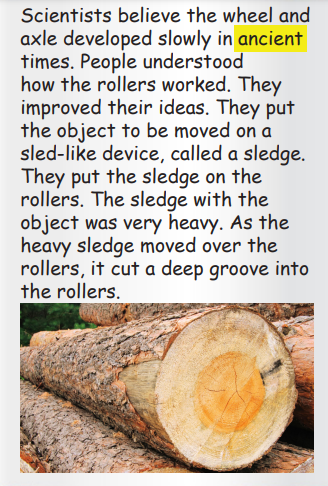 Scientists believe the wheel and
axle developed slowly in ancient
times. People understood
how the rollers worked. They
improved their ideas. They put
the object to be moved on a
sled-like device, called a sledge.
They put the sledge on the
rollers. The sledge with the
object was very heavy. As the
heavy sledge moved over the
rollers, it cut a deep groove into
the rollers.